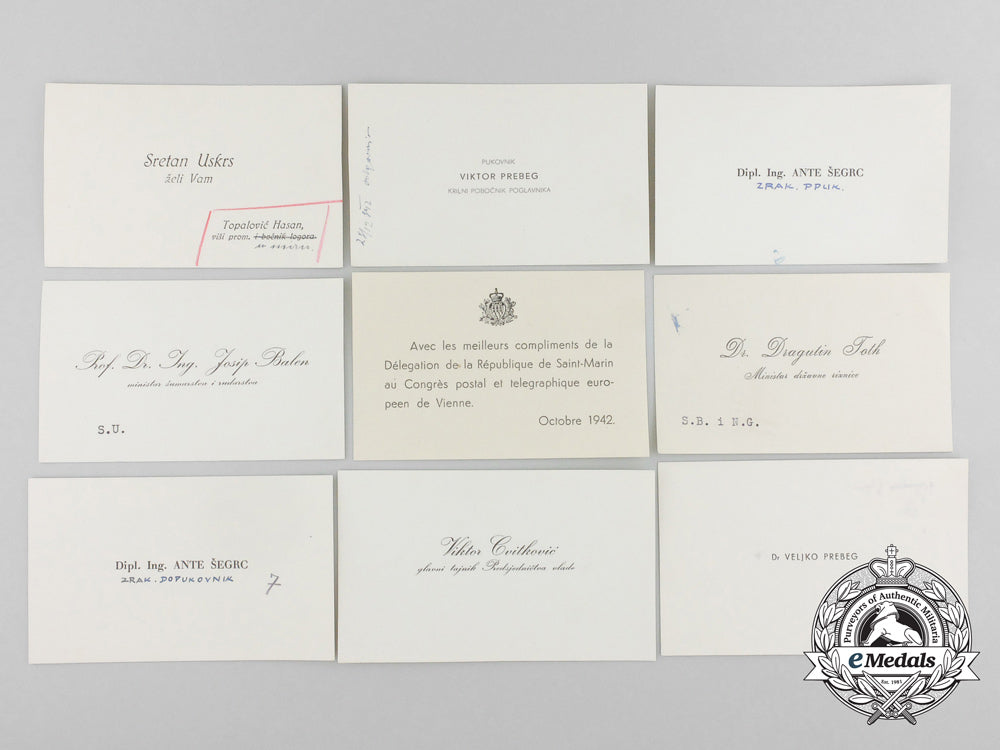 Sretan Uskrs
želi Vam
Topalović Hasan,
viši prom. i bočnik logora
u miru.
PUKOVNIK
VIKTOR PREBEG
KRILNI POBOČNIK POGLAVNIKA
Dipl. Ing. ANTE ŠEGRC
ZRAK. PPUK.
Prof. Dr. Ing. Josip Balen
ministar šumarstva i rudarstva
S.U.
Avec les meilleurs compliments de la
Délegation de la République de Saint-Marin
au Congrès postal et telegraphique euro-
peen de Vienne.
Octobre 1942.
Dr. Dragutin Toth
Ministar državne riznice
S.B. i N.G.
Dipl. Ing. ANTE ŠEGRC
ZRAK. DOPUKOVNIK
7
Viktor Cvitković
glavni tajnik Predsjedničtva vlade
Dr VELJKO PREBEG
Purveyors of Authentic Militaria
eMedals
Est. 1981